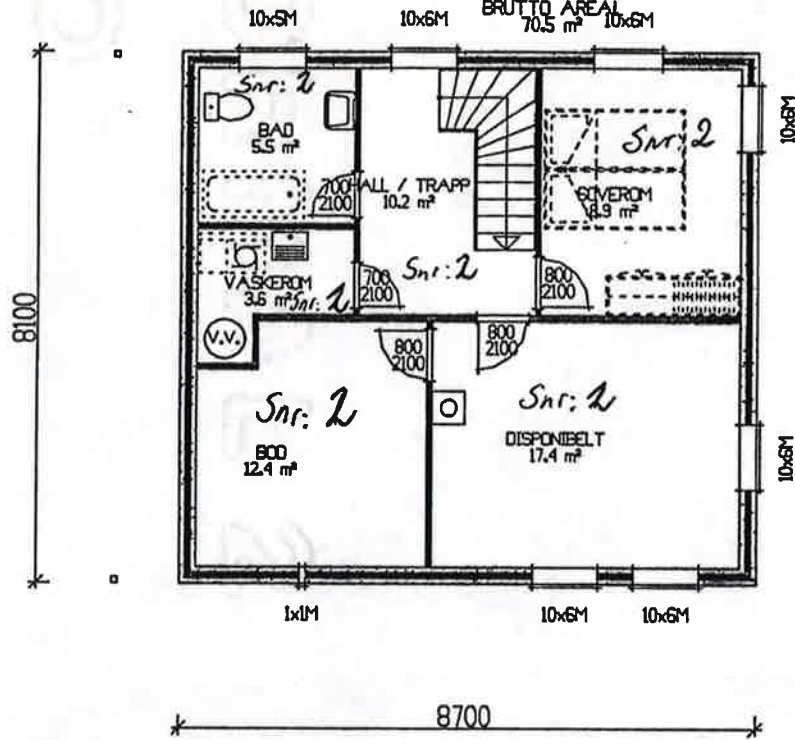 BRUTTO AREAL
70.5 m²
10x5M
10x6M
10x6M
Snr: 2
BAD
5.5 m²
700
2100
HALL / TRAPP
10.2 m²
Snr: 2
SOVEROM
8.9 m²
10x6M
VASKEROM
3.6 m²
Snr: 2
V.V.
700
2100
Snr: 2
800
2100
8100
800
2100
800
2100
Snr: 2
BOD
12.4 m²
Snr: 2
DISPONIBELT
17.4 m²
10x6M
1x1M
10x6M
10x6M
8700